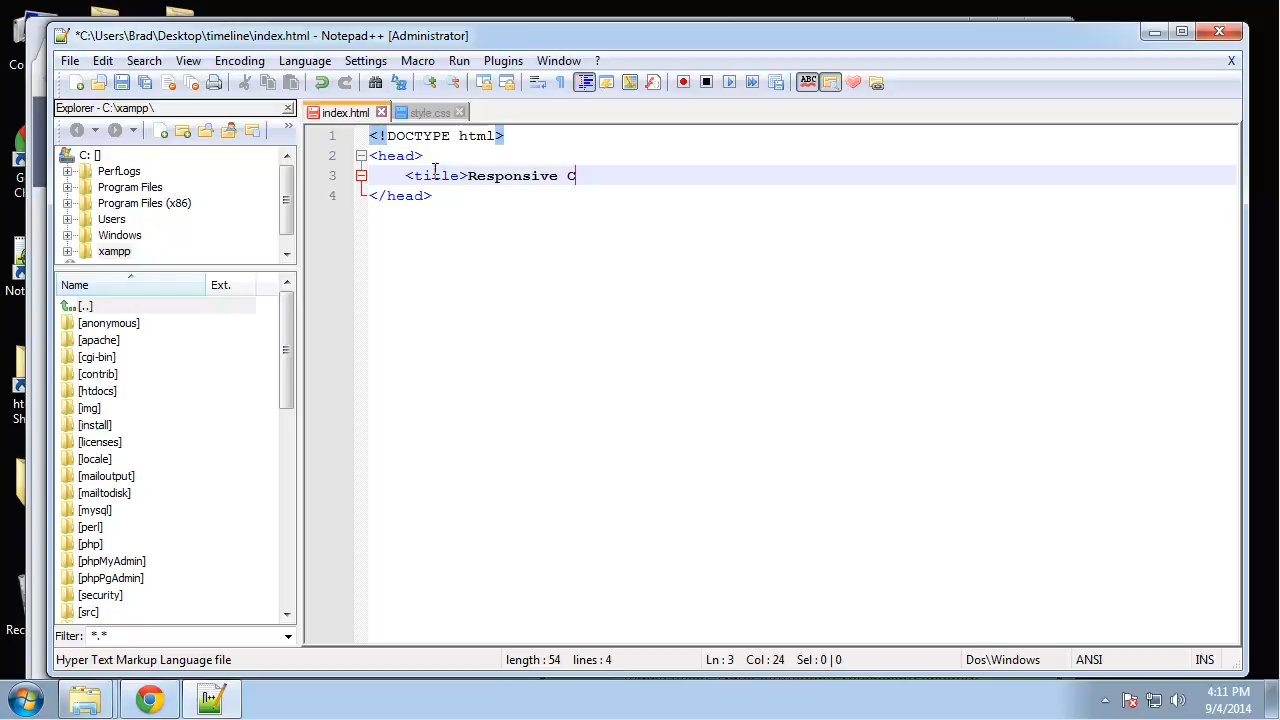 *C:\Users\Brad\Desktop\timeline\index.html - Notepad++ [Administrator]
File Edit Search View Encoding Language Settings Macro Run Plugins Window ? X
ABC
Explorer - C:\xampp\
index.html style.css
C: []
PerfLogs
Program Files
Program Files (x86)
Users
Windows
xampp
Name Ext.
[..]
[anonymous]
[apache]
[cgi-bin]
[contrib]
[htdocs]
[img]
[install]
[licenses]
[locale]
[mailoutput]
[mailtodisk]
[mysql]
[perl]
[php]
[phpMyAdmin]
[phpPgAdmin]
[security]
[src]
Filter: *.*
1 <!DOCTYPE html>
2 <head>
3 <title>Responsive C
4 </head>
Hyper Text Markup Language file length : 54 lines : 4 Ln : 3 Col : 24 Sel : 0 | 0 Dos\Windows ANSI INS
4:11 PM
9/4/2014